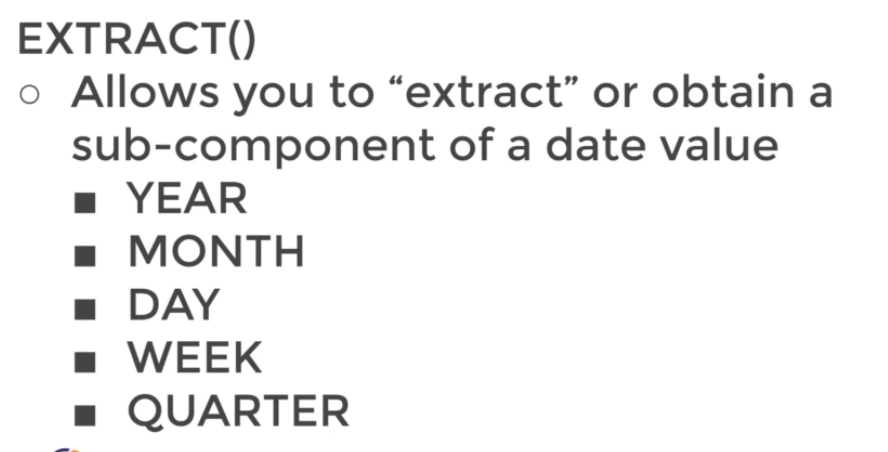 EXTRACT()
○ Allows you to “extract” or obtain a
sub-component of a date value
■ YEAR
■ MONTH
■ DAY
■ WEEK
■ QUARTER